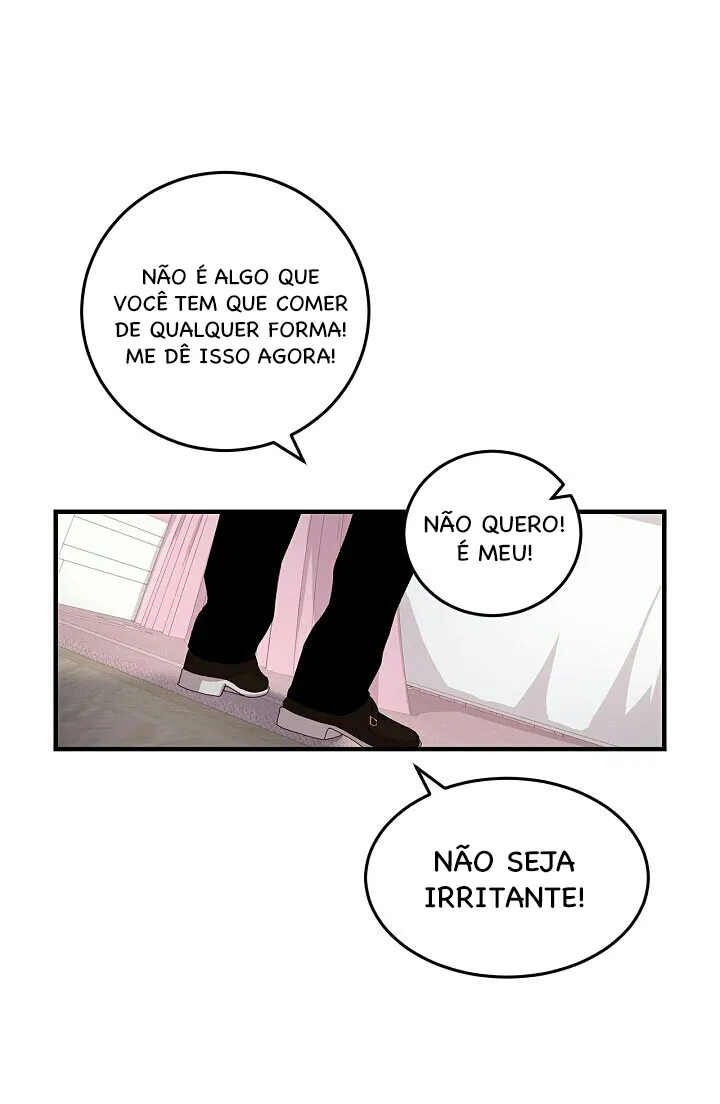 NÃO É ALGO QUE
VOCÊ TEM QUE COMER
DE QUALQUER FORMA!
ME DÊ ISSO AGORA!
NÃO QUERO!
É MEU!
NÃO SEJA
IRRITANTE!